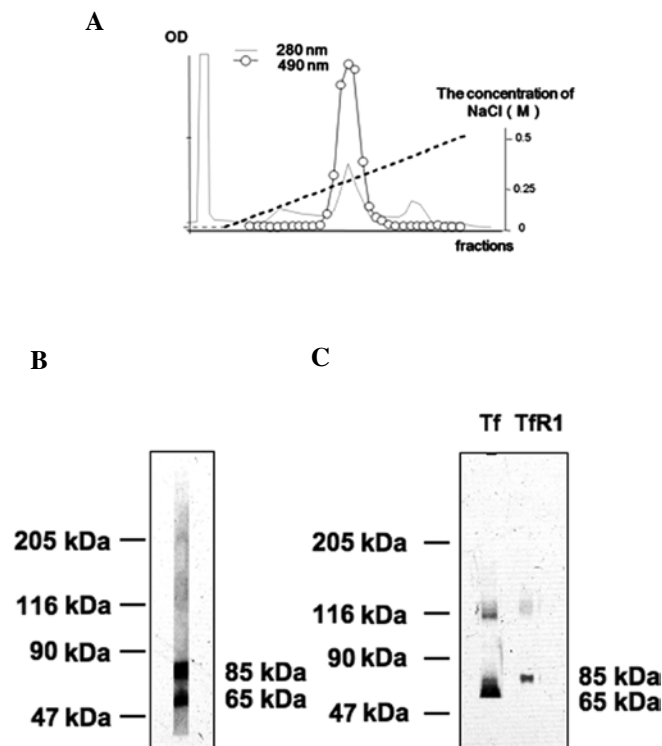 A
OD
280 nm
490 nm
The concentration of
NaCl ( M )
0.5
0.25
0
fractions
B
205 kDa
116 kDa
90 kDa
47 kDa
85 kDa
65 kDa
C
Tf TfR1
205 kDa
116 kDa
90 kDa
47 kDa
85 kDa
65 kDa